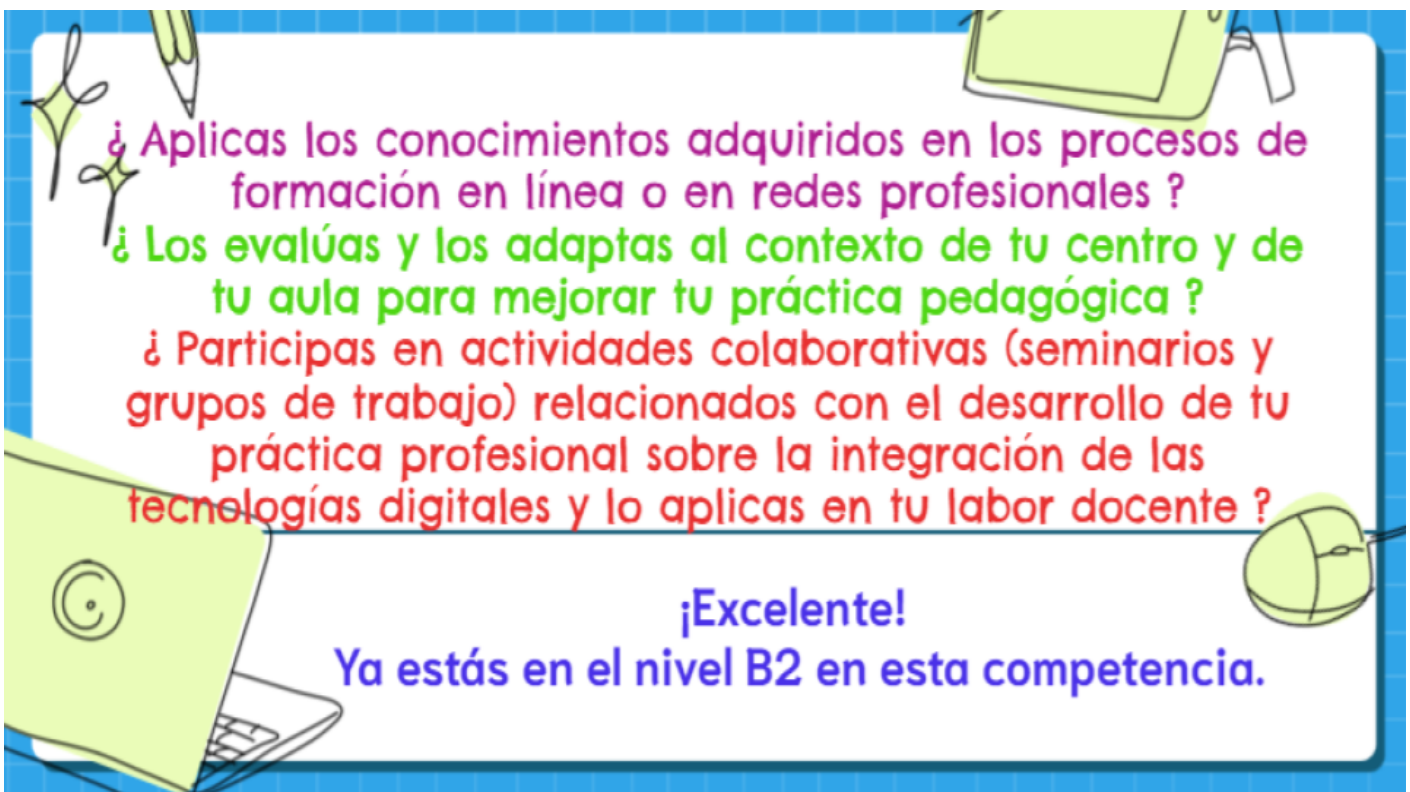 ¿ Aplicas los conocimientos adquiridos en los procesos de
formación en línea o en redes profesionales ?
¿ Los evalúas y los adaptas al contexto de tu centro y de
tu aula para mejorar tu práctica pedagógica ?
¿ Participas en actividades colaborativas (seminarios y
grupos de trabajo) relacionados con el desarrollo de tu
práctica profesional sobre la integración de las
tecnologías digitales y lo aplicas en tu labor docente ?
¡Excelente!
Ya estás en el nivel B2 en esta competencia.